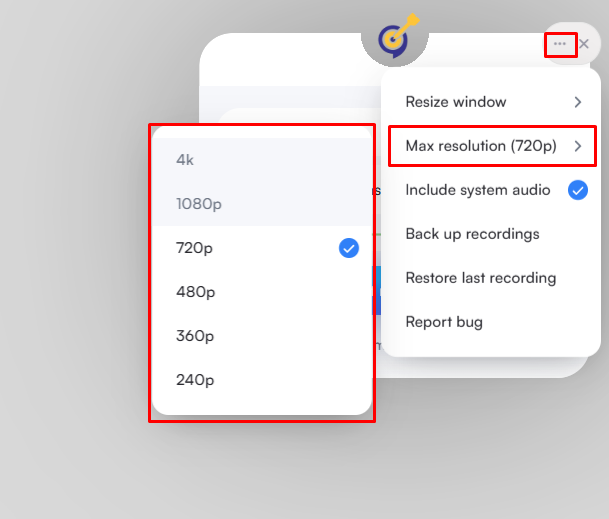 Resize window
Max resolution (720p)
Include system audio
Back up recordings
Restore last recording
Report bug
4k
1080p
720p
480p
360p
240p